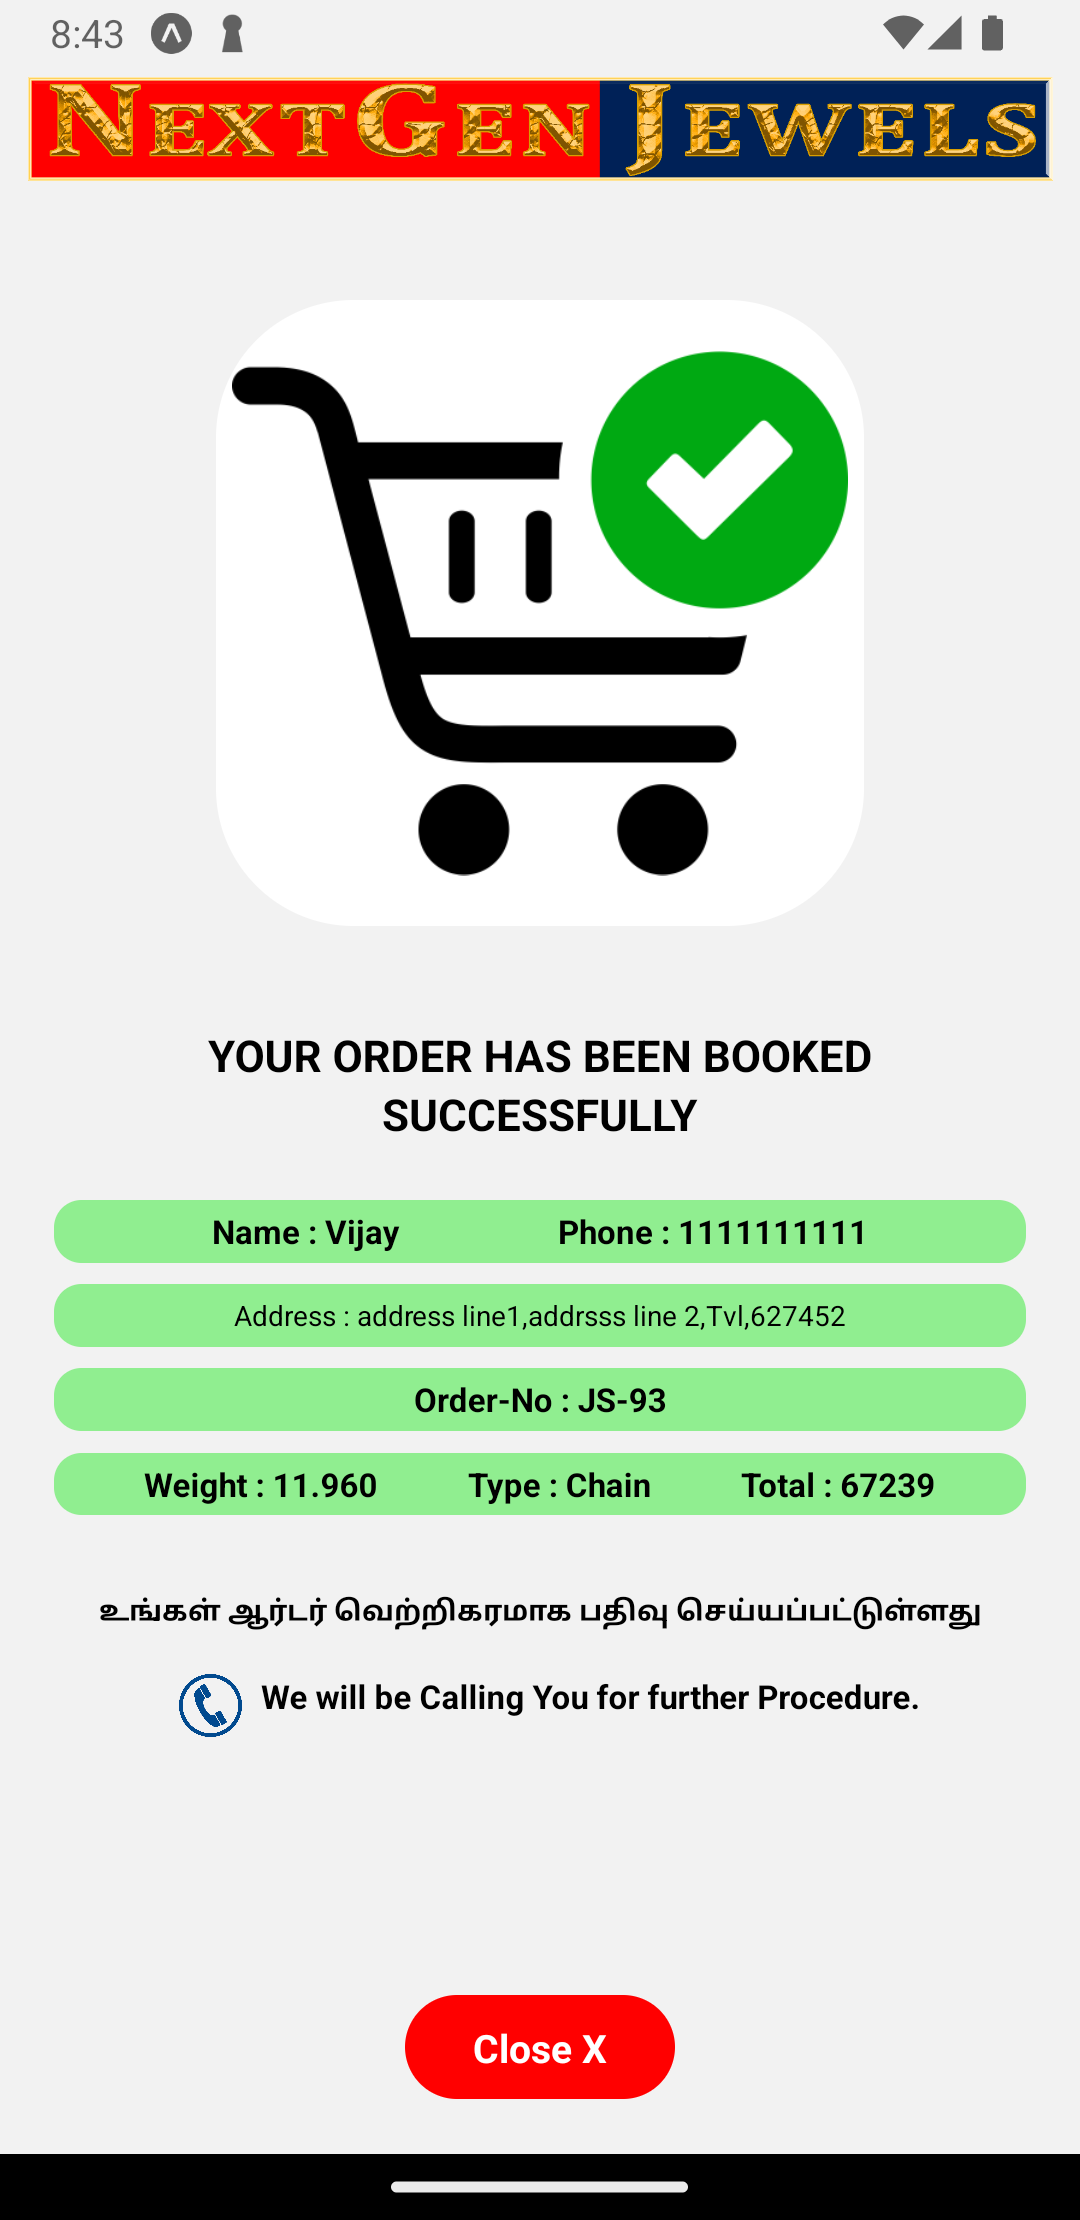 8:43
NEXTGEN JEWELS
YOUR ORDER HAS BEEN BOOKED
SUCCESSFULLY
Name : Vijay Phone : 1111111111
Address : address line1,addrsss line 2,Tvl,627452
Order-No : JS-93
Weight : 11.960 Type : Chain Total : 67239
உங்கள் ஆர்டர் வெற்றிகரமாக பதிவு செய்யப்பட்டுள்ளது
We will be Calling You for further Procedure.
Close X